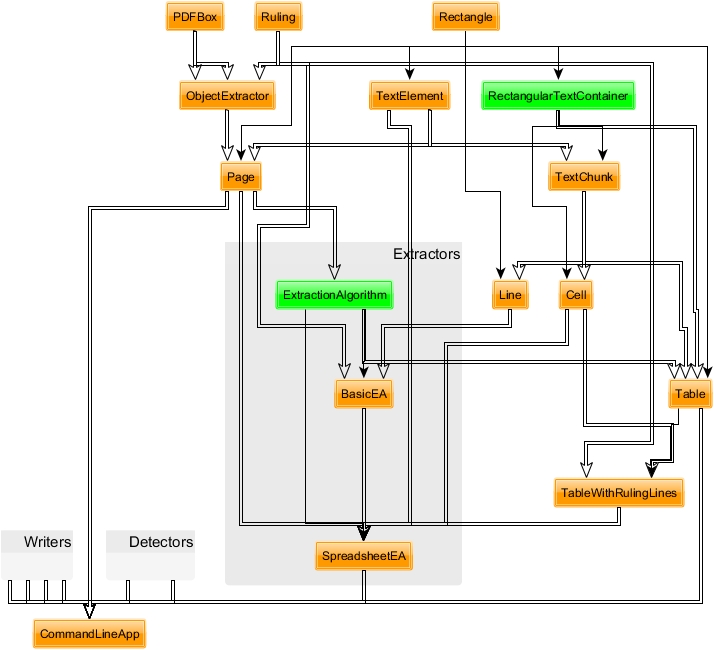 PDFBox
Ruling
Rectangle
ObjectExtractor
TextElement
RectangularTextContainer
Page
TextChunk
Extractors
ExtractionAlgorithm
Line
Cell
BasicEA
Table
TableWithRulingLines
Writers
Detectors
SpreadsheetEA
CommandLineApp